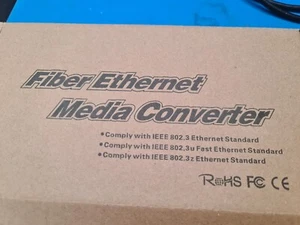 Fiber Ethernet
Media Converter
*Comply with IEEE 802.3 Ethernet Standard
*Comply with IEEE 802.3u Fast Ethernet Standard
*Comply with IEEE 802.3z Ethernet Standard
RoHS FC CE